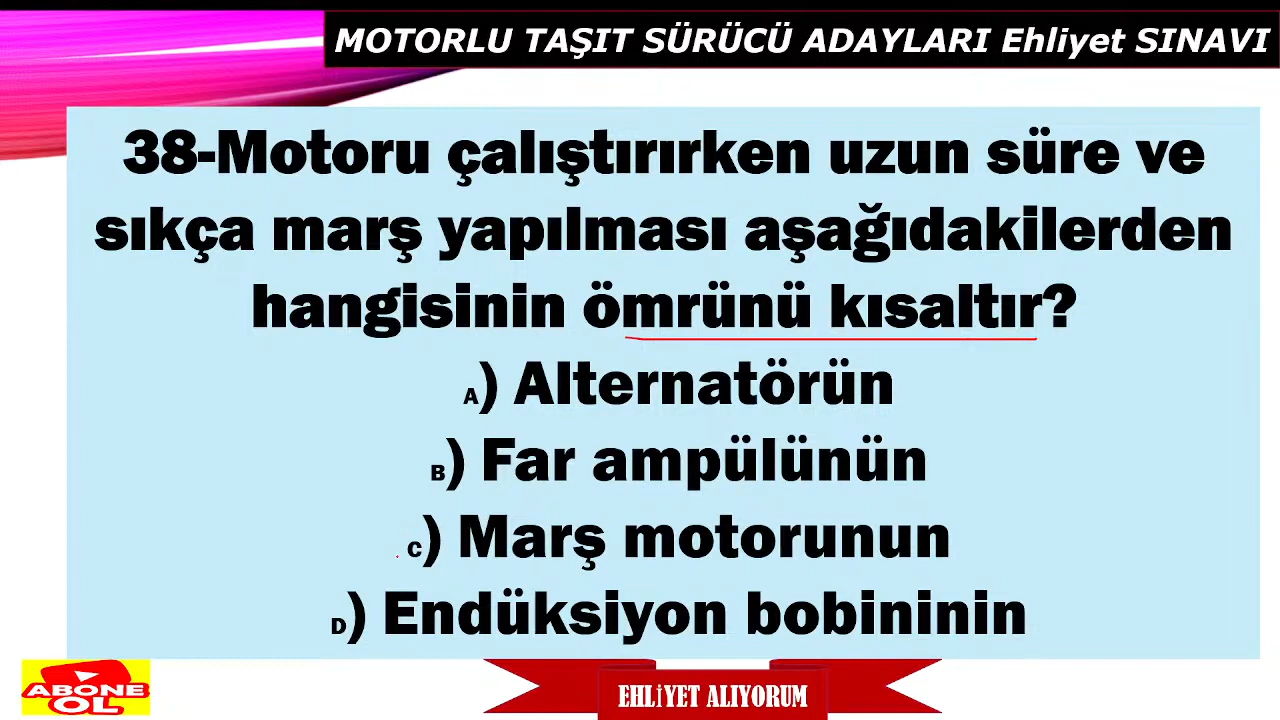 MOTORLU TAŞIT SÜRÜCÜ ADAYLARI Ehliyet SINAVI
38-Motoru çalıştırırken uzun süre ve
sıkça marş yapılması aşağıdakilerden
hangisinin ömrünü kısaltır?
A) Alternatörün
B) Far ampülünün
C) Marş motorunun
D) Endüksiyon bobininin
ABONE
OL
EHLİYET ALIYORUM